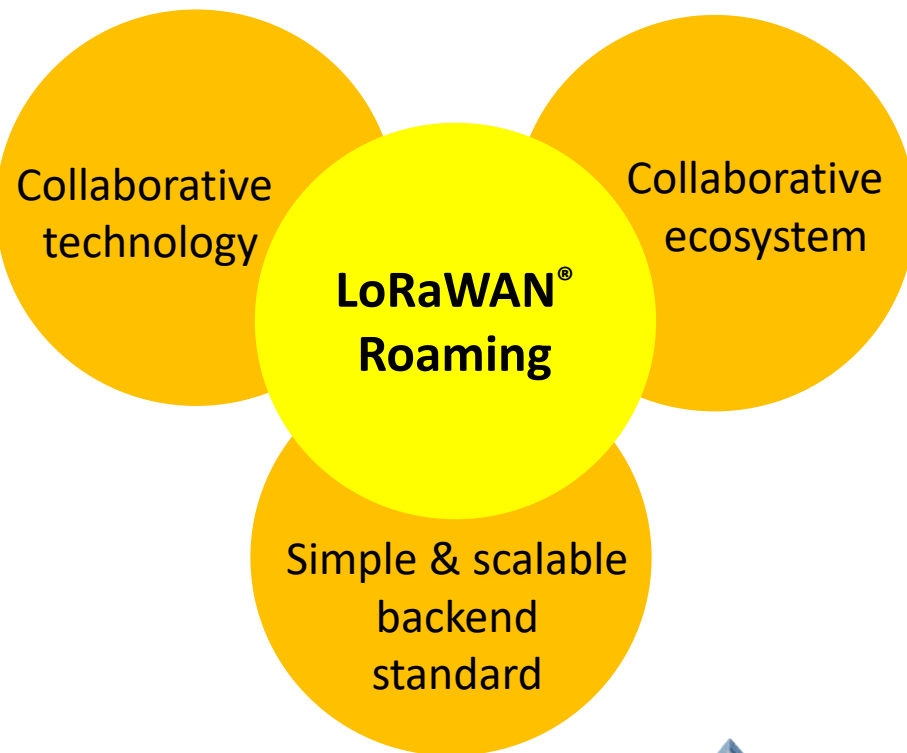 Collaborative
technology
Collaborative
ecosystem
LoRaWAN®
Roaming
Simple & scalable
backend
standard